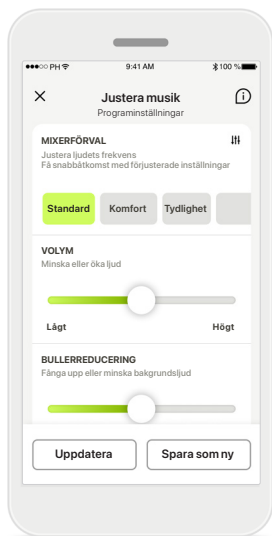 PH 9:41 AM 100 %
Justera musik
Programinställningar
MIXERFÖRVAL
Justera ljudets frekvens
Få snabbåtkomst med förjusterade inställningar
Standard Komfort Tydlighet
VOLYM
Minska eller öka ljud
Lågt Högt
BULLERREDUCERING
Fånga upp eller minska bakgrundsljud
Uppdatera Spara som ny